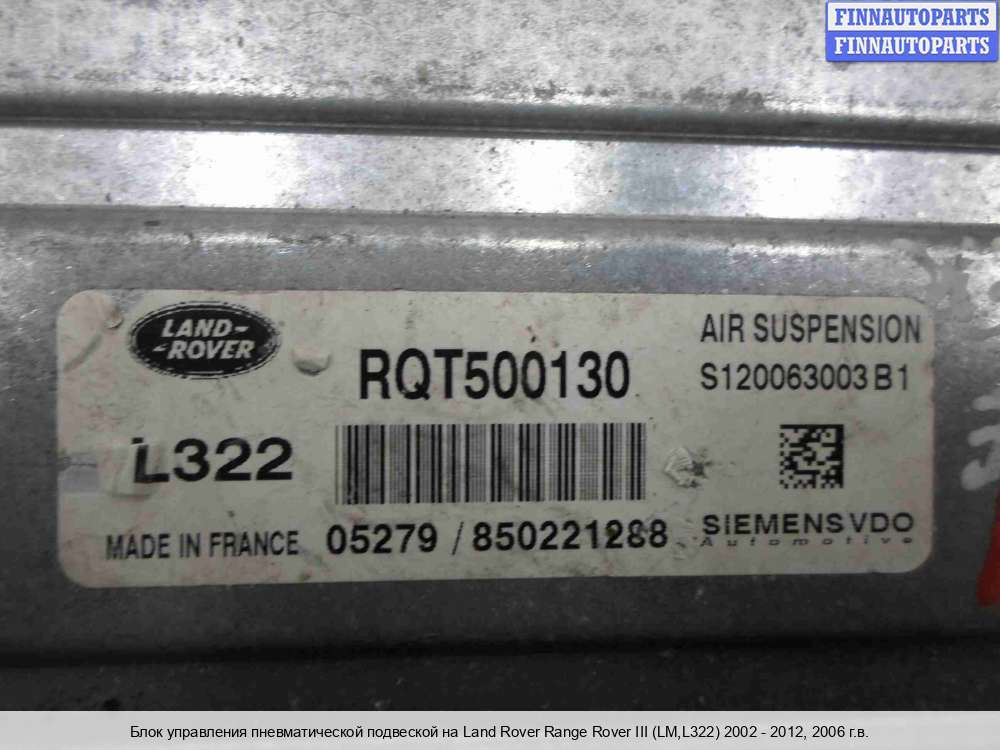 FINNAUTOPARTS
FINNAUTOPARTS
LAND-
-ROVER
RQT500130
AIR SUSPENSION
S120063003 B1
L322
MADE IN FRANCE
05279 / 850221288
SIEMENS VDO
Automotive
Блок управления пневматической подвеской на Land Rover Range Rover III (LM,L322) 2002 - 2012, 2006 г.в.